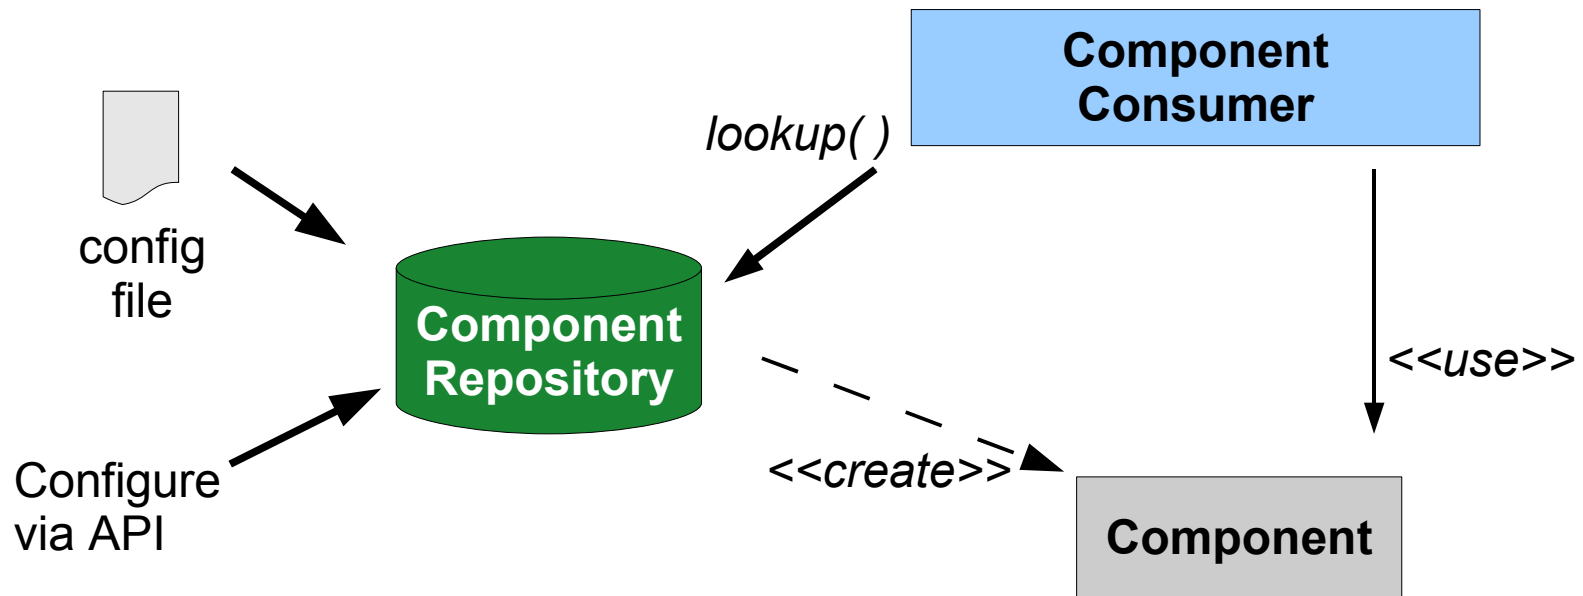 Component
Consumer
lookup( )
config
file
Component
Repository
<<use>>
<<create>>
Configure
via API
Component